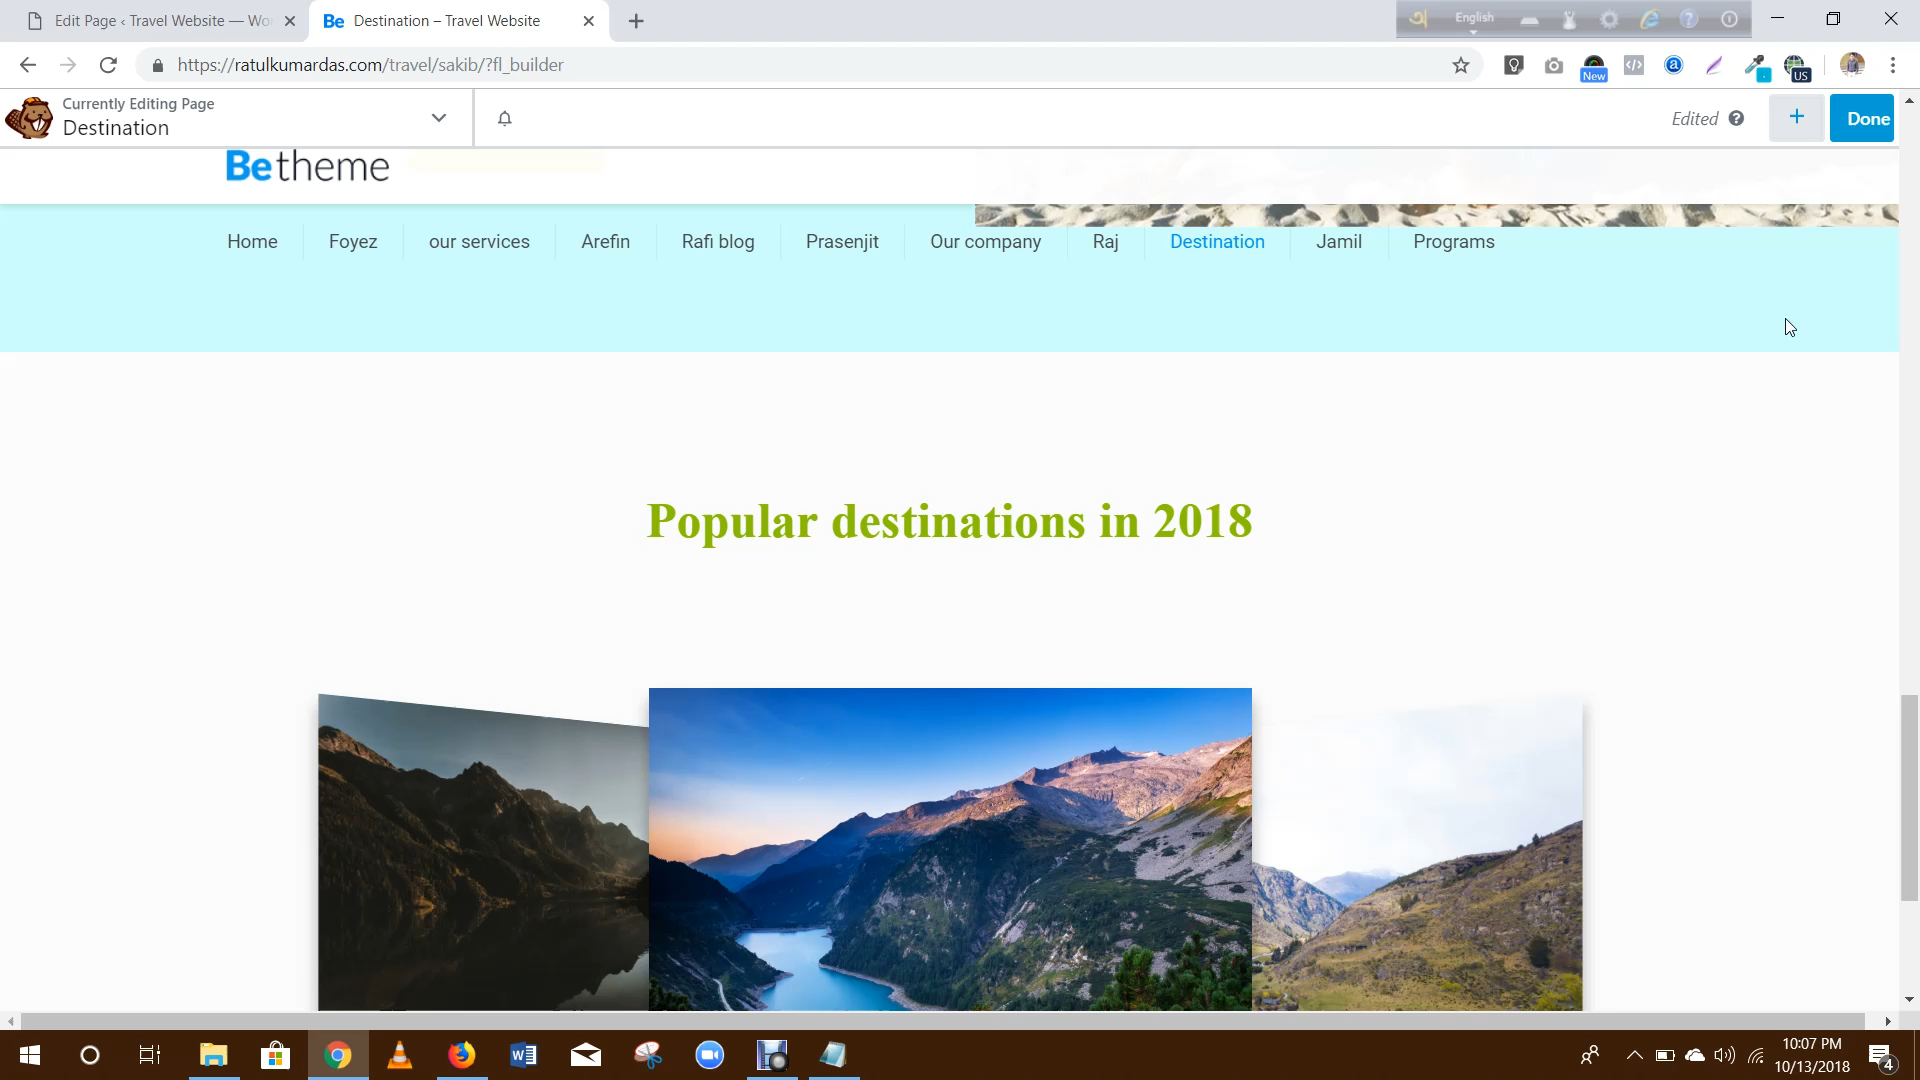 Edit Page ‹ Travel Website — Wo
Be Destination – Travel Website
English
https://ratulkumardas.com/travel/sakib/?fl_builder
New
US
Currently Editing Page
Destination
Edited
Done
Betheme
Home Foyez our services Arefin Rafi blog Prasenjit Our company Raj Destination Jamil Programs
Popular destinations in 2018
10:07 PM
10/13/2018
4